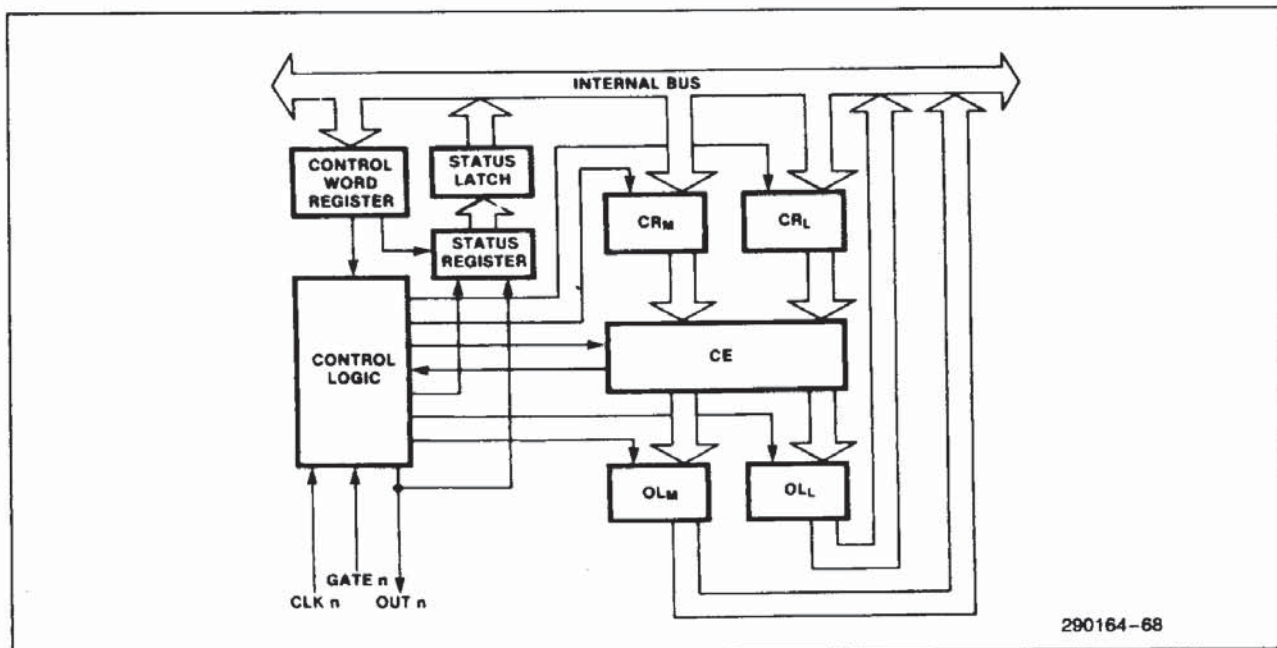 INTERNAL BUS
CONTROL
WORD
REGISTER
STATUS
LATCH
STATUS
REGISTER
CRM
CRL
CONTROL
LOGIC
CE
OLM
OLL
CLK n
GATE n
OUT n
290164-68